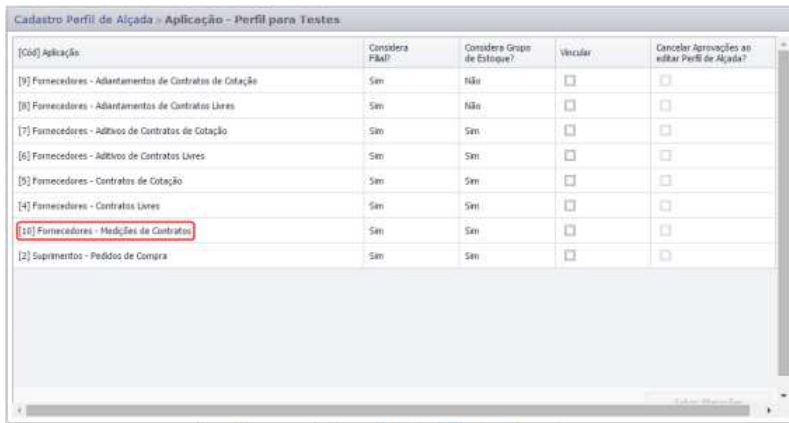 Cadastro Perfil de Alçada » Aplicação - Perfil para Testes
[Cód] Aplicação
Considera Filial?
Considera Grupo de Estoque?
Vincular
Cancelar Aprovações ao editar Perfil de Alçada?
[9] Fornecedores - Adiantamentos de Contratos de Cotação Sim Não
[8] Fornecedores - Adiantamentos de Contratos Livres Sim Não
[7] Fornecedores - Aditivos de Contratos de Cotação Sim Sim
[6] Fornecedores - Aditivos de Contratos Livres Sim Sim
[5] Fornecedores - Contratos de Cotação Sim Sim
[4] Fornecedores - Contratos Livres Sim Sim
[10] Fornecedores - Medições de Contratos Sim Sim
[2] Suprimentos - Pedidos de Compra Sim Sim